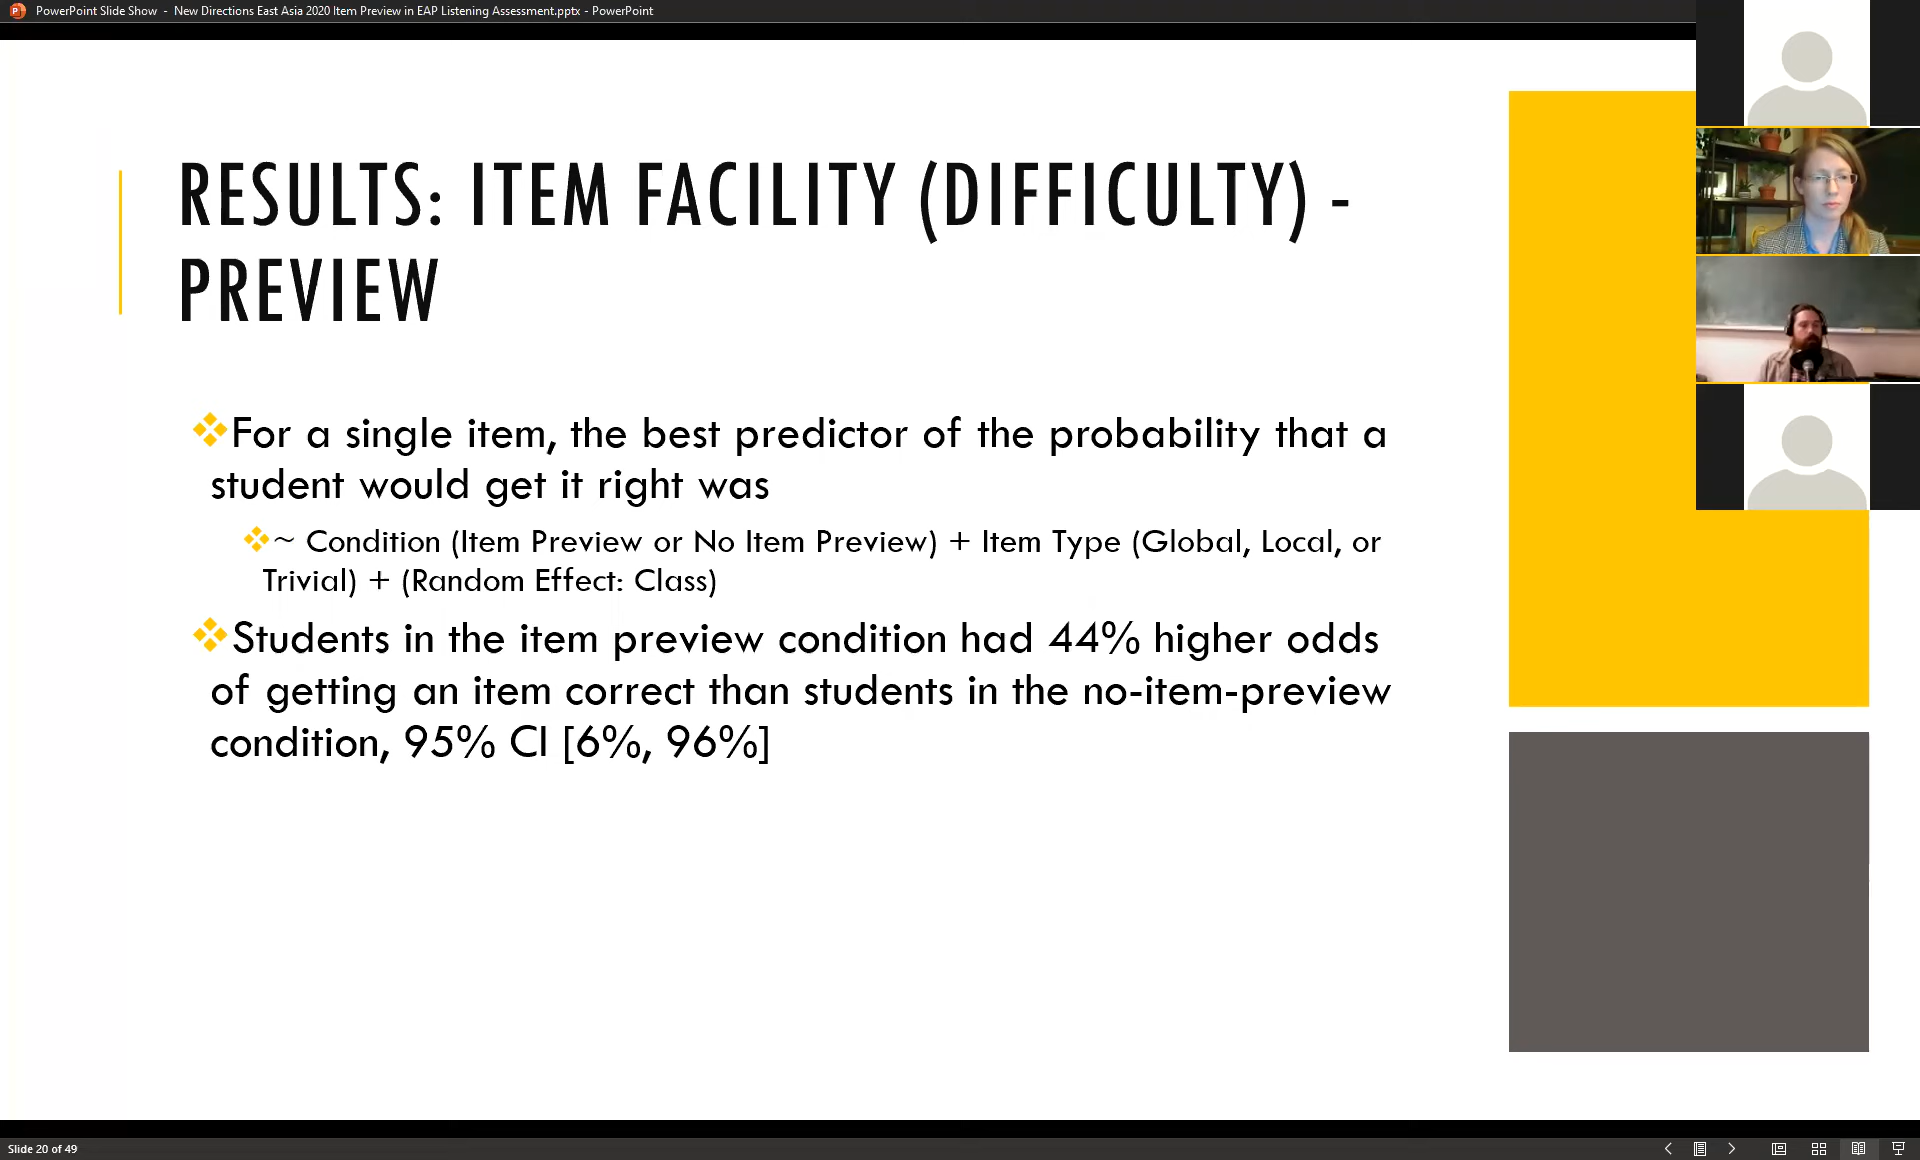 PowerPoint Slide Show - New Directions East Asia 2020 Item Preview in EAP Listening Assessment.pptx - PowerPoint
RESULTS: ITEM FACILITY (DIFFICULTY) -
PREVIEW
❖For a single item, the best predictor of the probability that a
student would get it right was
❖~ Condition (Item Preview or No Item Preview) + Item Type (Global, Local, or
Trivial) + (Random Effect: Class)
❖Students in the item preview condition had 44% higher odds
of getting an item correct than students in the no-item-preview
condition, 95% CI [6%, 96%]
Slide 20 of 49